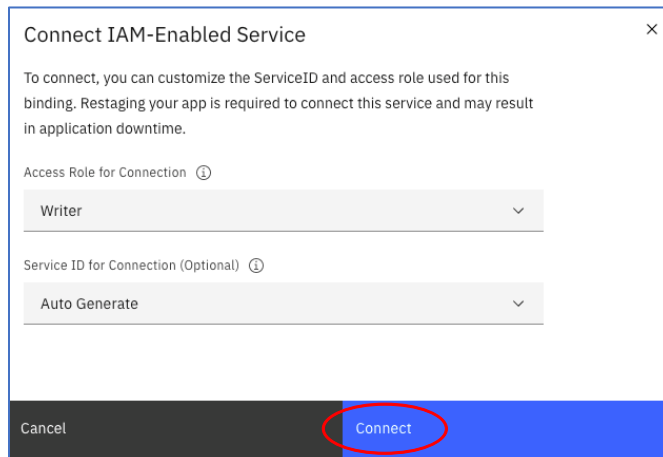 Connect IAM-Enabled Service
To connect, you can customize the ServiceID and access role used for this
binding. Restaging your app is required to connect this service and may result
in application downtime.
Access Role for Connection
Writer
Service ID for Connection (Optional)
Auto Generate
Cancel
Connect